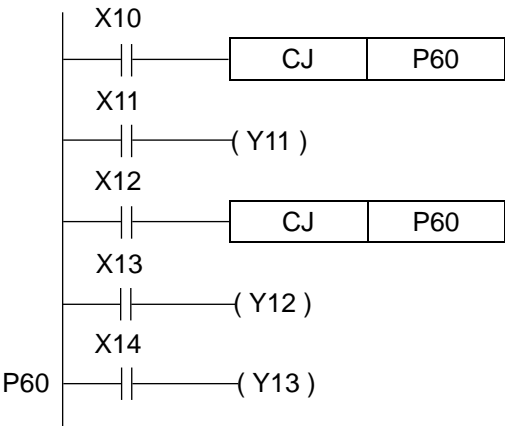 X10
CJ P60
X11
( Y11 )
X12
CJ P60
X13
( Y12 )
X14
P60 ( Y13 )